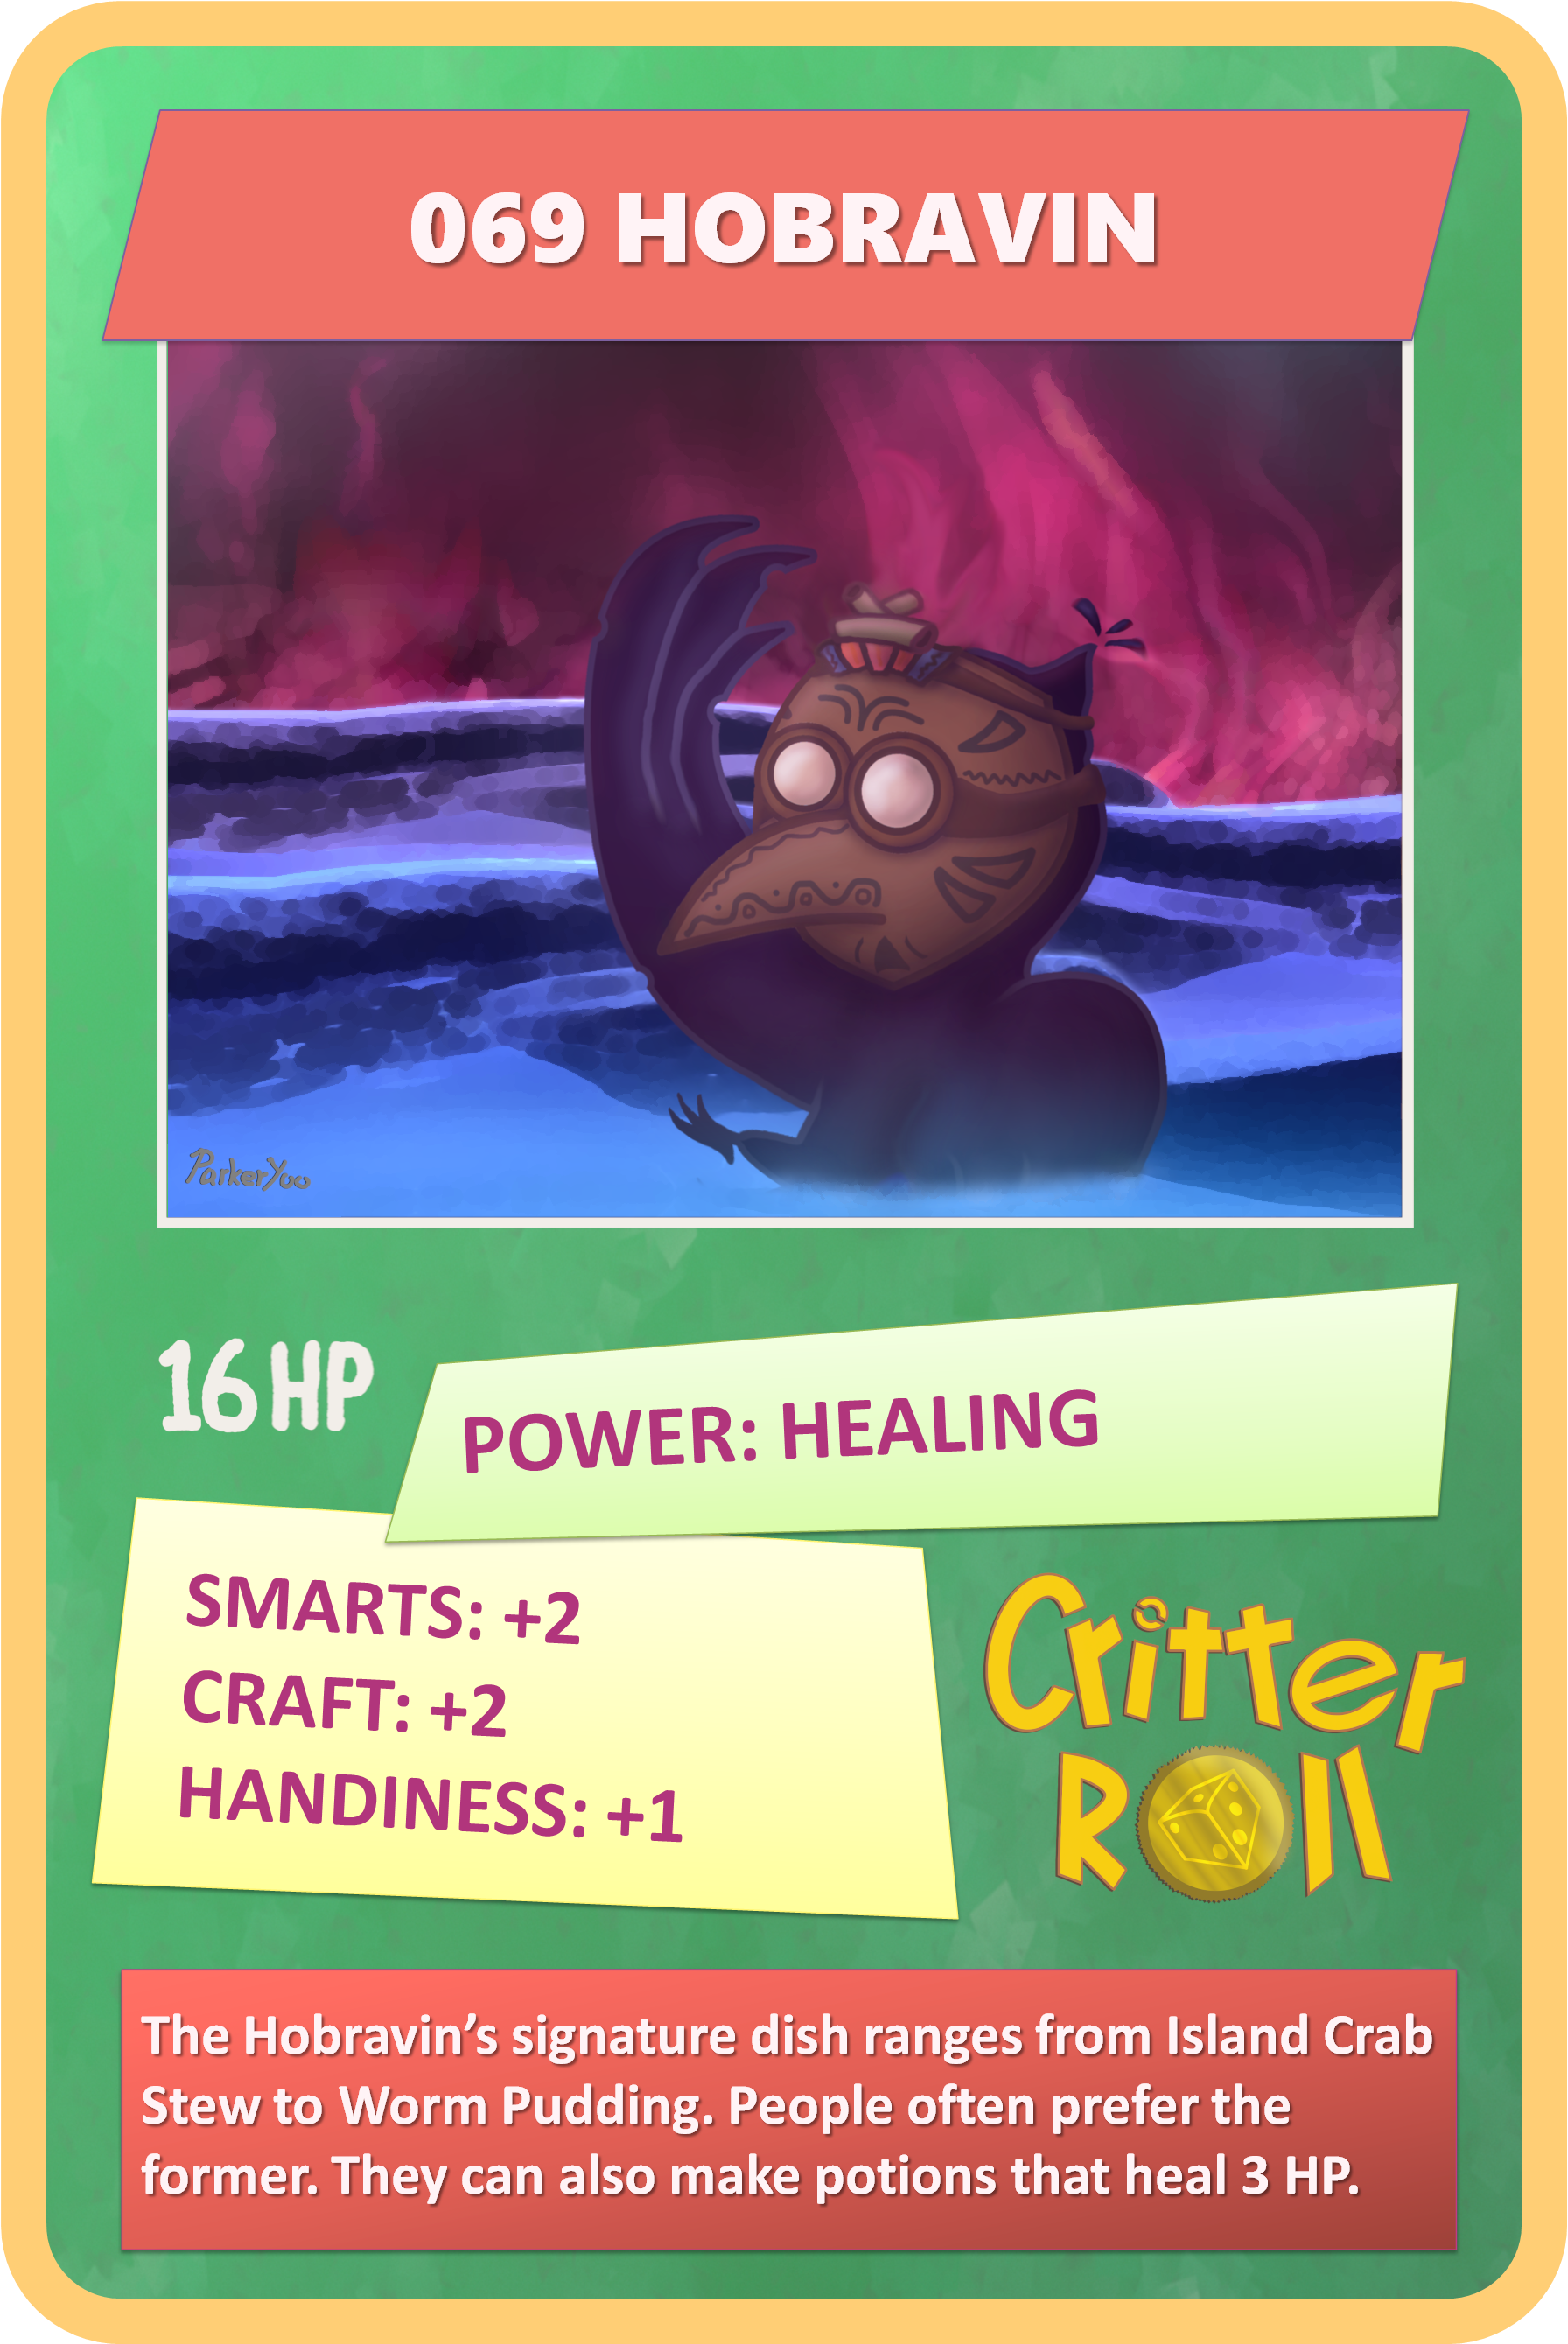 069 HOBRAVIN
ParkerYoo
16 HP
POWER: HEALING
SMARTS: +2
CRAFT: +2
HANDINESS: +1
Critter
Roll
The Hobravin’s signature dish ranges from Island Crab
Stew to Worm Pudding. People often prefer the
former. They can also make potions that heal 3 HP.